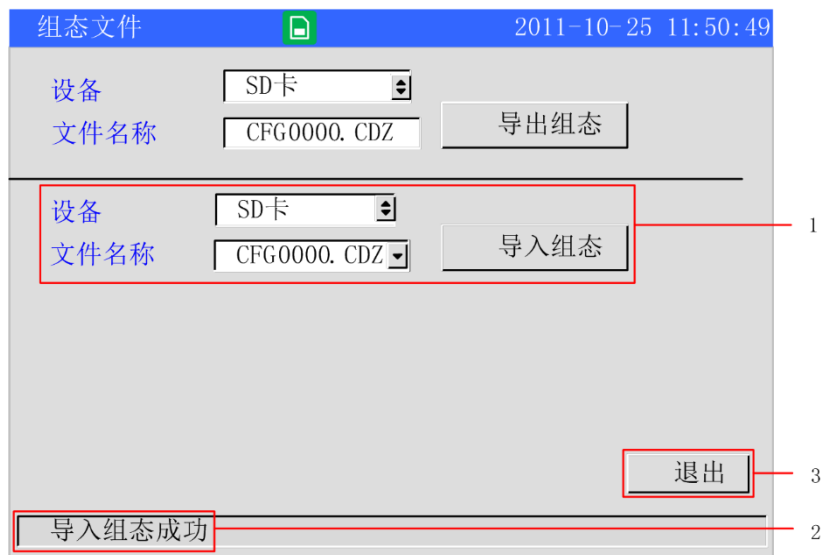 组态文件 2011-10-25 11:50:49
设备 SD卡
文件名称 CFG0000.CDZ 导出组态
设备 SD卡
文件名称 CFG0000.CDZ 导入组态
1
退出
3
导入组态成功
2